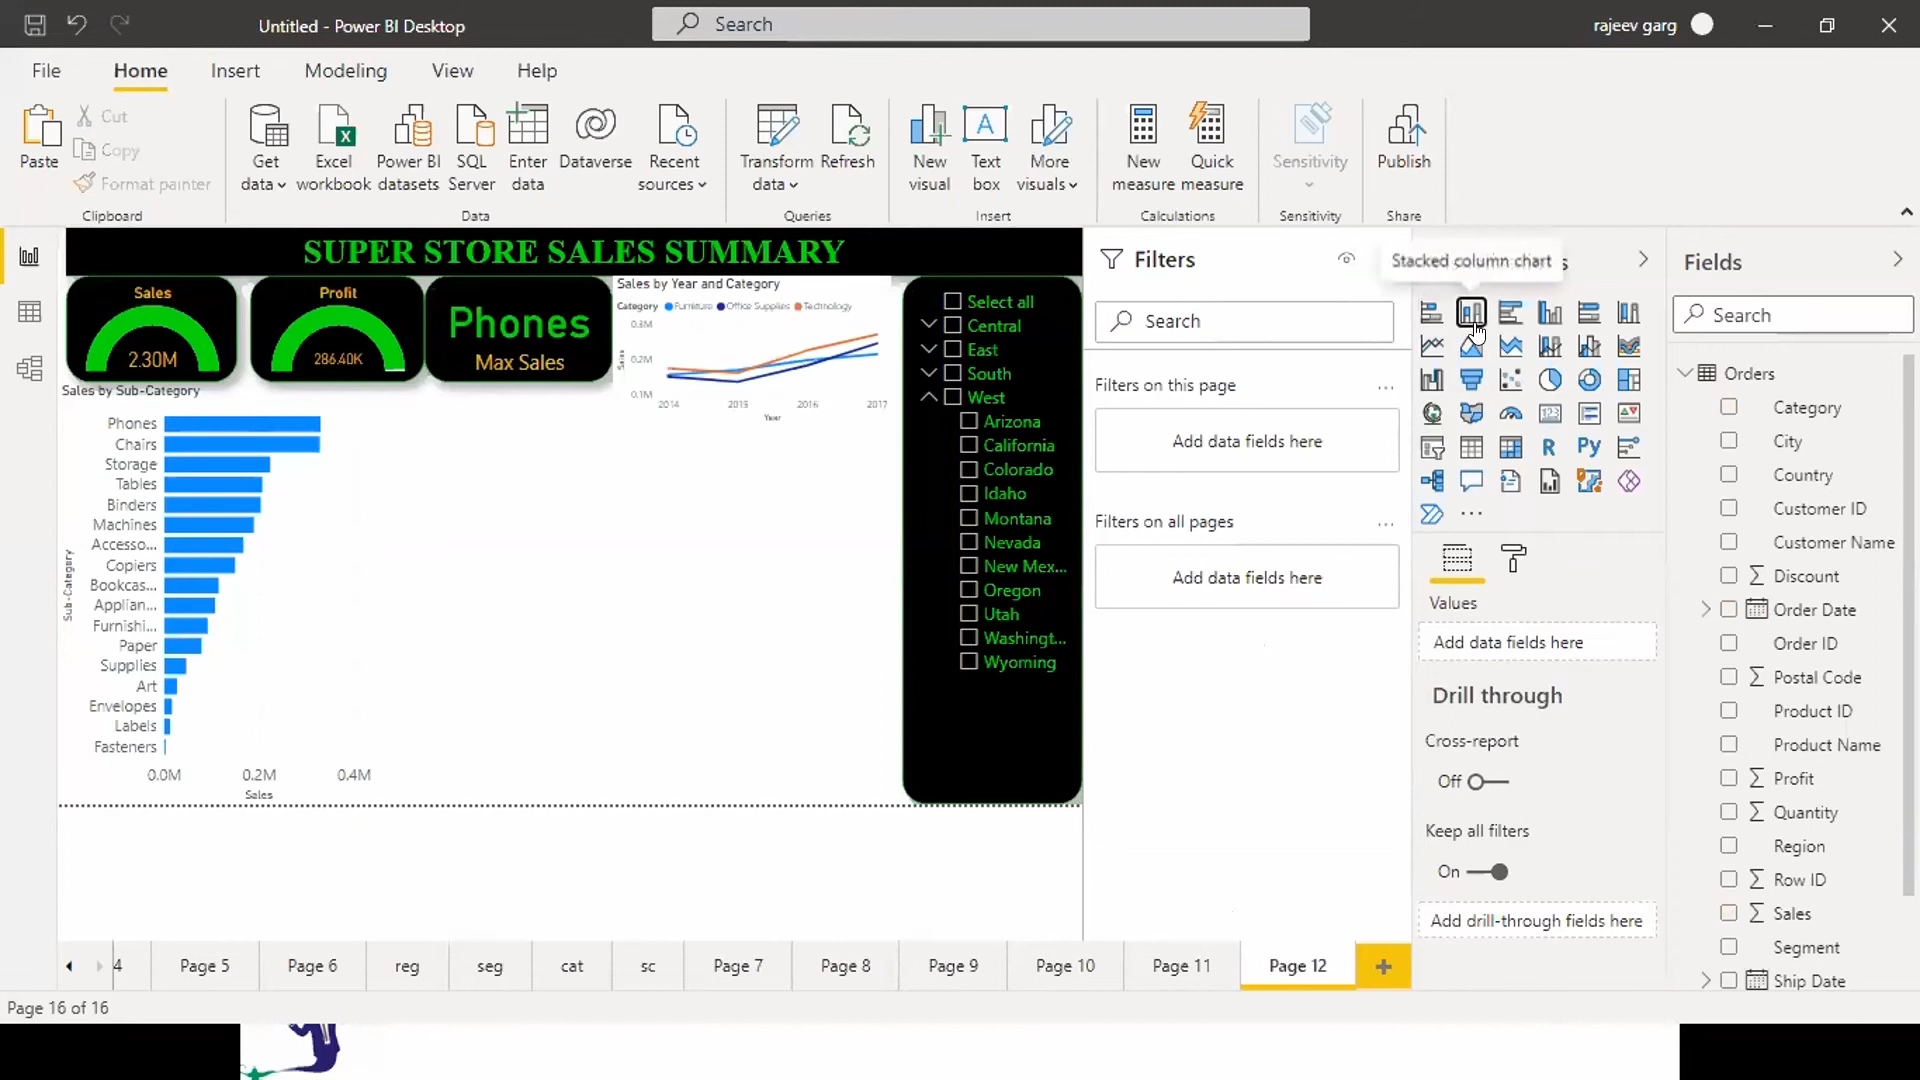 Untitled - Power BI Desktop
Search
rajeev garg
File
Home
Insert
Modeling
View
Help
Paste
Cut
Copy
Format painter
Clipboard
Get data
Excel workbook
Power BI datasets
SQL Server
Enter data
Dataverse
Recent sources
Data
Transform data
Refresh
Queries
New visual
Text box
More visuals
Insert
New measure
Quick measure
Calculations
Sensitivity
Sensitivity
Publish
Share
SUPER STORE SALES SUMMARY
Sales
2.30M
Profit
286.40K
Phones
Max Sales
Sales by Year and Category
Category Furniture Office Supplies Technology
0.3M
0.2M
0.1M
Sales
2014 2015 2016 2017
Year
Sales by Sub-Category
Phones
Chairs
Storage
Tables
Binders
Machines
Accesso...
Copiers
Bookcas...
Applian...
Furnishi...
Paper
Supplies
Art
Envelopes
Labels
Fasteners
Sub-Category
0.0M 0.2M 0.4M
Sales
Select all
Central
East
South
West
Arizona
California
Colorado
Idaho
Montana
Nevada
New Mex...
Oregon
Utah
Washingt...
Wyoming
Filters
Search
Filters on this page
...
Add data fields here
Filters on all pages
...
Add data fields here
Stacked column chart
s
123
R
Py
...
Values
Add data fields here
Drill through
Cross-report
Off
Keep all filters
On
Add drill-through fields here
Fields
Search
Orders
Category
City
Country
Customer ID
Customer Name
Σ Discount
Order Date
Order ID
Σ Postal Code
Product ID
Product Name
Σ Profit
Σ Quantity
Region
Σ Row ID
Σ Sales
Segment
Ship Date
4
Page 5
Page 6
reg
seg
cat
sc
Page 7
Page 8
Page 9
Page 10
Page 11
Page 12
Page 16 of 16